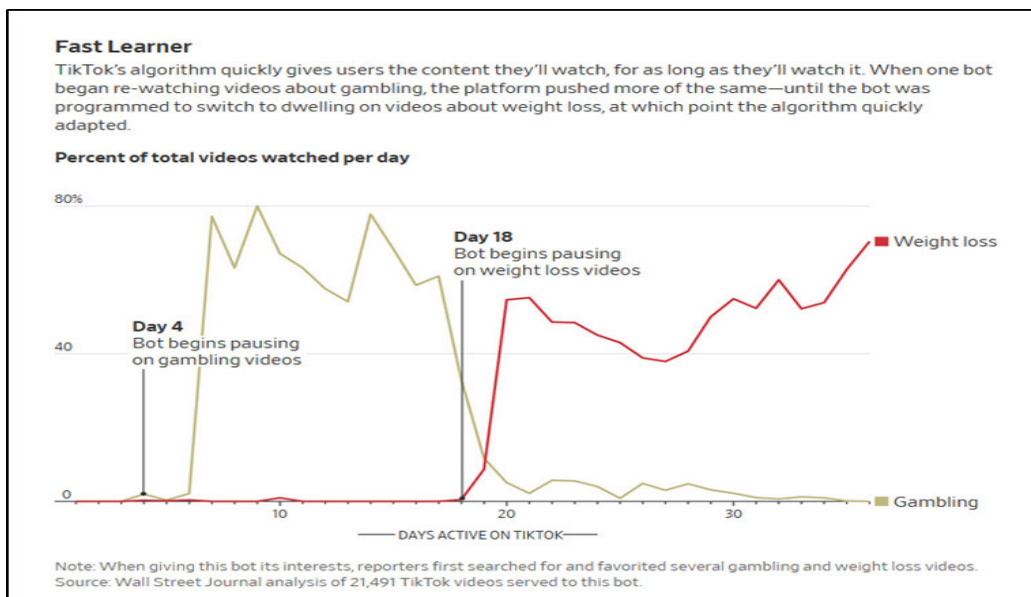 Fast Learner
TikTok’s algorithm quickly gives users the content they’ll watch, for as long as they’ll watch it. When one bot
began re-watching videos about gambling, the platform pushed more of the same—until the bot was
programmed to switch to dwelling on videos about weight loss, at which point the algorithm quickly
adapted.
Percent of total videos watched per day
80%
Day 18
Bot begins pausing
on weight loss videos
Weight loss
Day 4
Bot begins pausing
on gambling videos
40
0
Gambling
10
20
30
DAYS ACTIVE ON TIKTOK
Note: When giving this bot its interests, reporters first searched for and favorited several gambling and weight loss videos.
Source: Wall Street Journal analysis of 21,491 TikTok videos served to this bot.